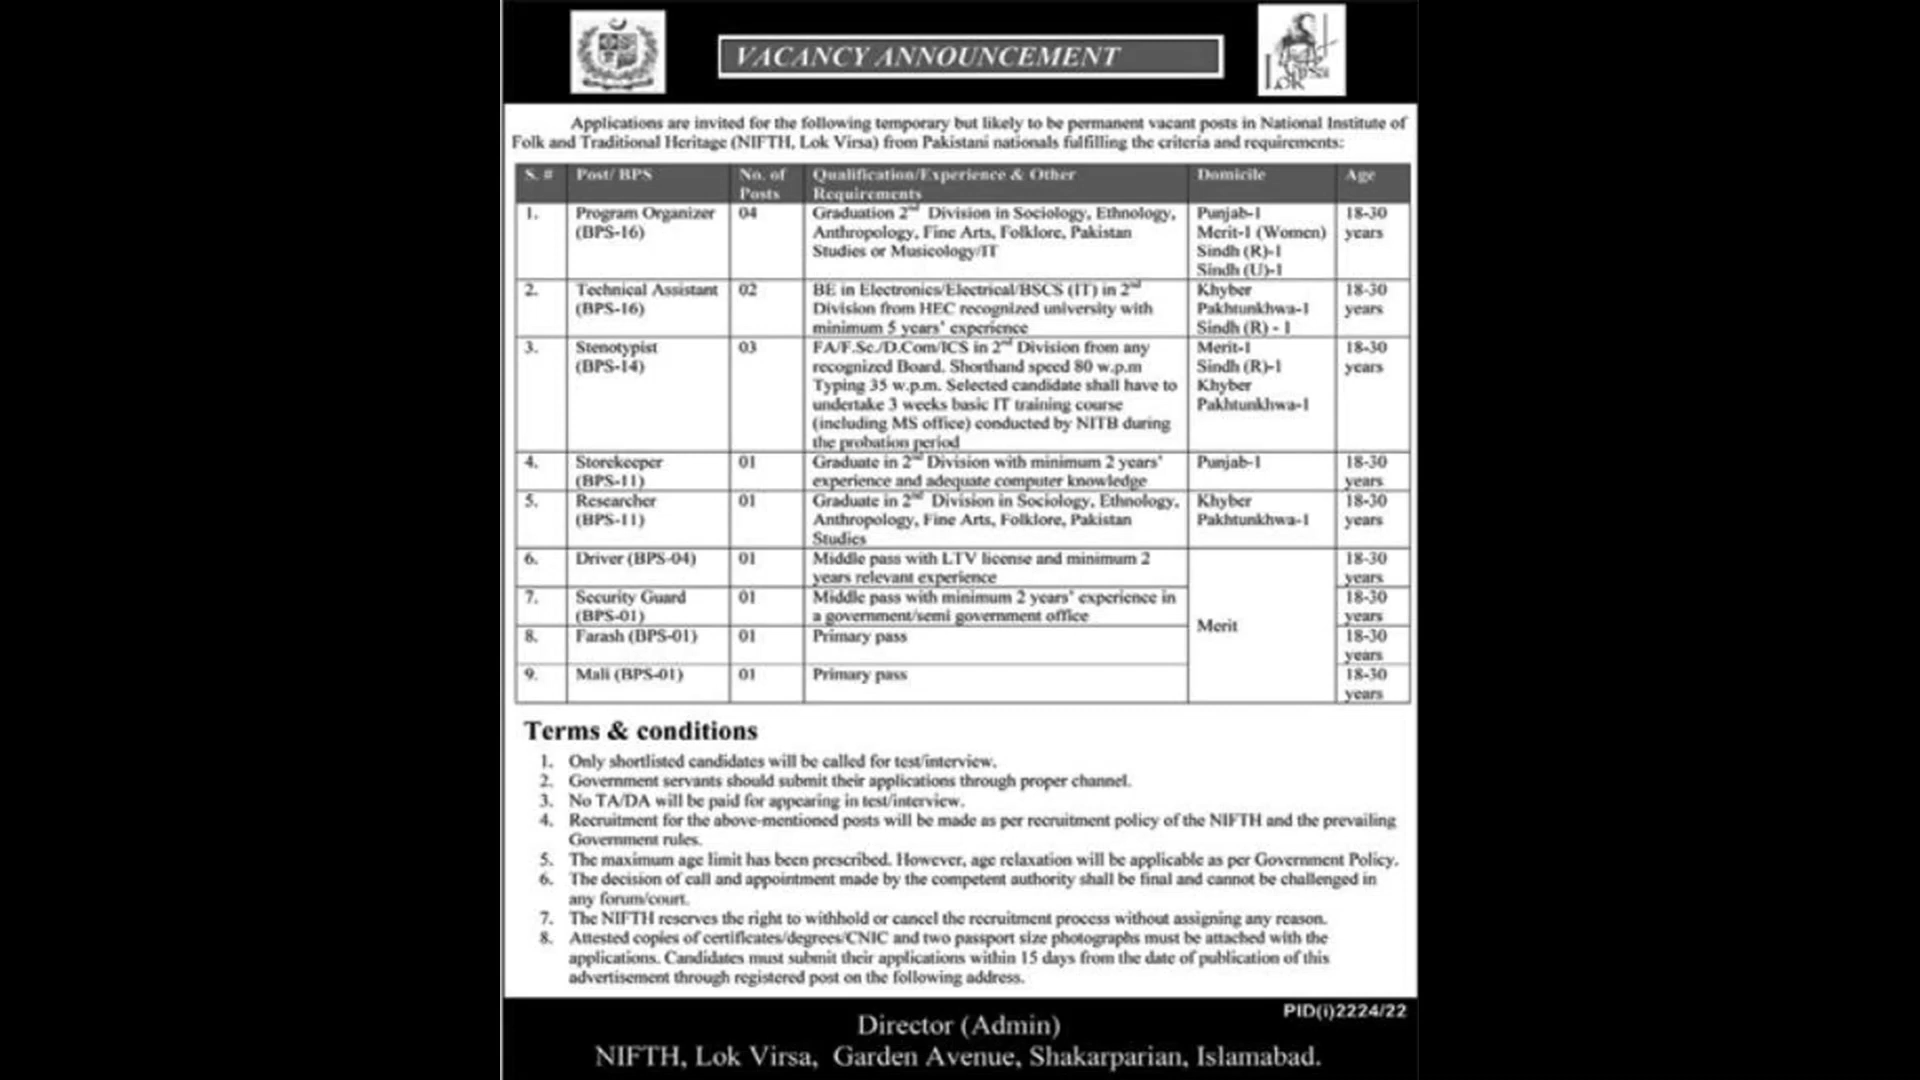 VACANCY ANNOUNCEMENT
LOK VIRSA
Applications are invited for the following temporary but likely to be permanent vacant posts in National Institute of
Folk and Traditional Heritage (NIFTH, Lok Virsa) from Pakistani nationals fulfilling the criteria and requirements:
S. # Post/ BPS No. of Posts Qualification/Experience & Other Requirements Domicile Age
1. Program Organizer (BPS-16) 04 Graduation 2nd Division in Sociology, Ethnology,
Anthropology, Fine Arts, Folklore, Pakistan
Studies or Musicology/IT
Punjab-1
Merit-1 (Women)
Sindh (R)-1
Sindh (U)-1
18-30 years
2. Technical Assistant (BPS-16) 02 BE in Electronics/Electrical/BSCS (IT) in 2nd
Division from HEC recognized university with
minimum 5 years' experience
Khyber
Pakhtunkhwa-1
Sindh (R) - 1
18-30 years
3. Stenotypist (BPS-14) 03 FA/F.Sc./D.Com/ICS in 2nd Division from any
recognized Board. Shorthand speed 80 w.p.m
Typing 35 w.p.m. Selected candidate shall have to
undertake 3 weeks basic IT training course
(including MS office) conducted by NITB during
the probation period
Merit-1
Sindh (R)-1
Khyber
Pakhtunkhwa-1
18-30 years
4. Storekeeper (BPS-11) 01 Graduate in 2nd Division with minimum 2 years'
experience and adequate computer knowledge
Punjab-1
18-30 years
5. Researcher (BPS-11) 01 Graduate in 2nd Division in Sociology, Ethnology,
Anthropology, Fine Arts, Folklore, Pakistan
Studies
Khyber
Pakhtunkhwa-1
18-30 years
6. Driver (BPS-04) 01 Middle pass with LTV license and minimum 2
years relevant experience
18-30 years
7. Security Guard (BPS-01) 01 Middle pass with minimum 2 years' experience in
a government/semi government office
Merit
18-30 years
8. Farash (BPS-01) 01 Primary pass 18-30 years
9. Mali (BPS-01) 01 Primary pass 18-30 years
Terms & conditions
1. Only shortlisted candidates will be called for test/interview.
2. Government servants should submit their applications through proper channel.
3. No TA/DA will be paid for appearing in test/interview.
4. Recruitment for the above-mentioned posts will be made as per recruitment policy of the NIFTH and the prevailing
Government rules.
5. The maximum age limit has been prescribed. However, age relaxation will be applicable as per Government Policy.
6. The decision of call and appointment made by the competent authority shall be final and cannot be challenged in
any forum/court.
7. The NIFTH reserves the right to withhold or cancel the recruitment process without assigning any reason.
8. Attested copies of certificates/degrees/CNIC and two passport size photographs must be attached with the
applications. Candidates must submit their applications within 15 days from the date of publication of this
advertisement through registered post on the following address.
PID(i)2224/22
Director (Admin)
NIFTH, Lok Virsa, Garden Avenue, Shakarparian, Islamabad.